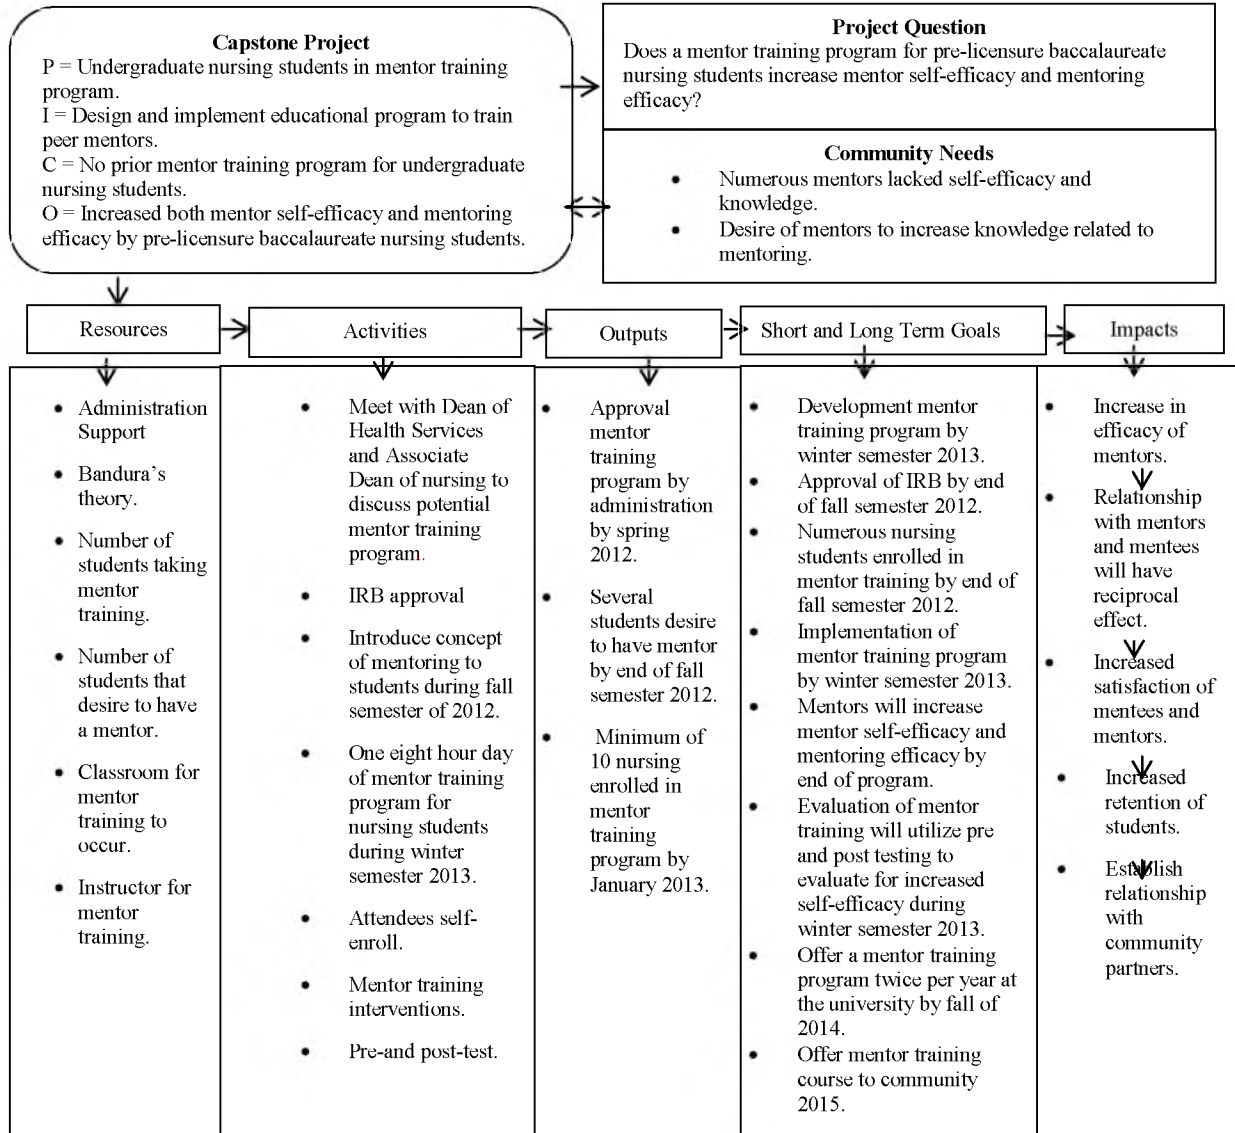 Capstone Project
P = Undergraduate nursing students in mentor training
program.
I = Design and implement educational program to train
peer mentors.
C = No prior mentor training program for undergraduate
nursing students.
O = Increased both mentor self-efficacy and mentoring
efficacy by pre-licensure baccalaureate nursing students.
Project Question
Does a mentor training program for pre-licensure baccalaureate
nursing students increase mentor self-efficacy and mentoring
efficacy?
Community Needs
• Numerous mentors lacked self-efficacy and
knowledge.
• Desire of mentors to increase knowledge related to
mentoring.
Resources
Activities
Outputs
Short and Long Term Goals
Impacts
• Administration
Support
• Bandura's
theory.
• Number of
students taking
mentor
training.
• Number of
students that
desire to have
a mentor.
• Classroom for
mentor
training to
occur.
• Instructor for
mentor
training.
• Meet with Dean of
Health Services
and Associate
Dean of nursing to
discuss potential
mentor training
program.
• IRB approval
• Introduce concept
of mentoring to
students during fall
semester of 2012.
• One eight hour day
of mentor training
program for
nursing students
during winter
semester 2013.
• Attendees self-
enroll.
• Mentor training
interventions.
• Pre-and post-test.
• Approval
mentor
training
program by
administration
by spring
2012.
• Several
students desire
to have mentor
by end of fall
semester 2012.
• Minimum of
10 nursing
enrolled in
mentor
training
program by
January 2013.
• Development mentor
training program by
winter semester 2013.
• Approval of IRB by end
of fall semester 2012.
• Numerous nursing
students enrolled in
mentor training by end of
fall semester 2012.
• Implementation of
mentor training program
by winter semester 2013.
• Mentors will increase
mentor self-efficacy and
mentoring efficacy by
end of program.
• Evaluation of mentor
training will utilize pre
and post testing to
evaluate for increased
self-efficacy during
winter semester 2013.
• Offer a mentor training
program twice per year at
the university by fall of
2014.
• Offer mentor training
course to community
2015.
• Increase in
efficacy of
mentors.
• Relationship
with mentors
and mentees
will have
reciprocal
effect.
• Increased
satisfaction of
mentees and
mentors.
• Increased
retention of
students.
• Establish
relationship
with
community
partners.